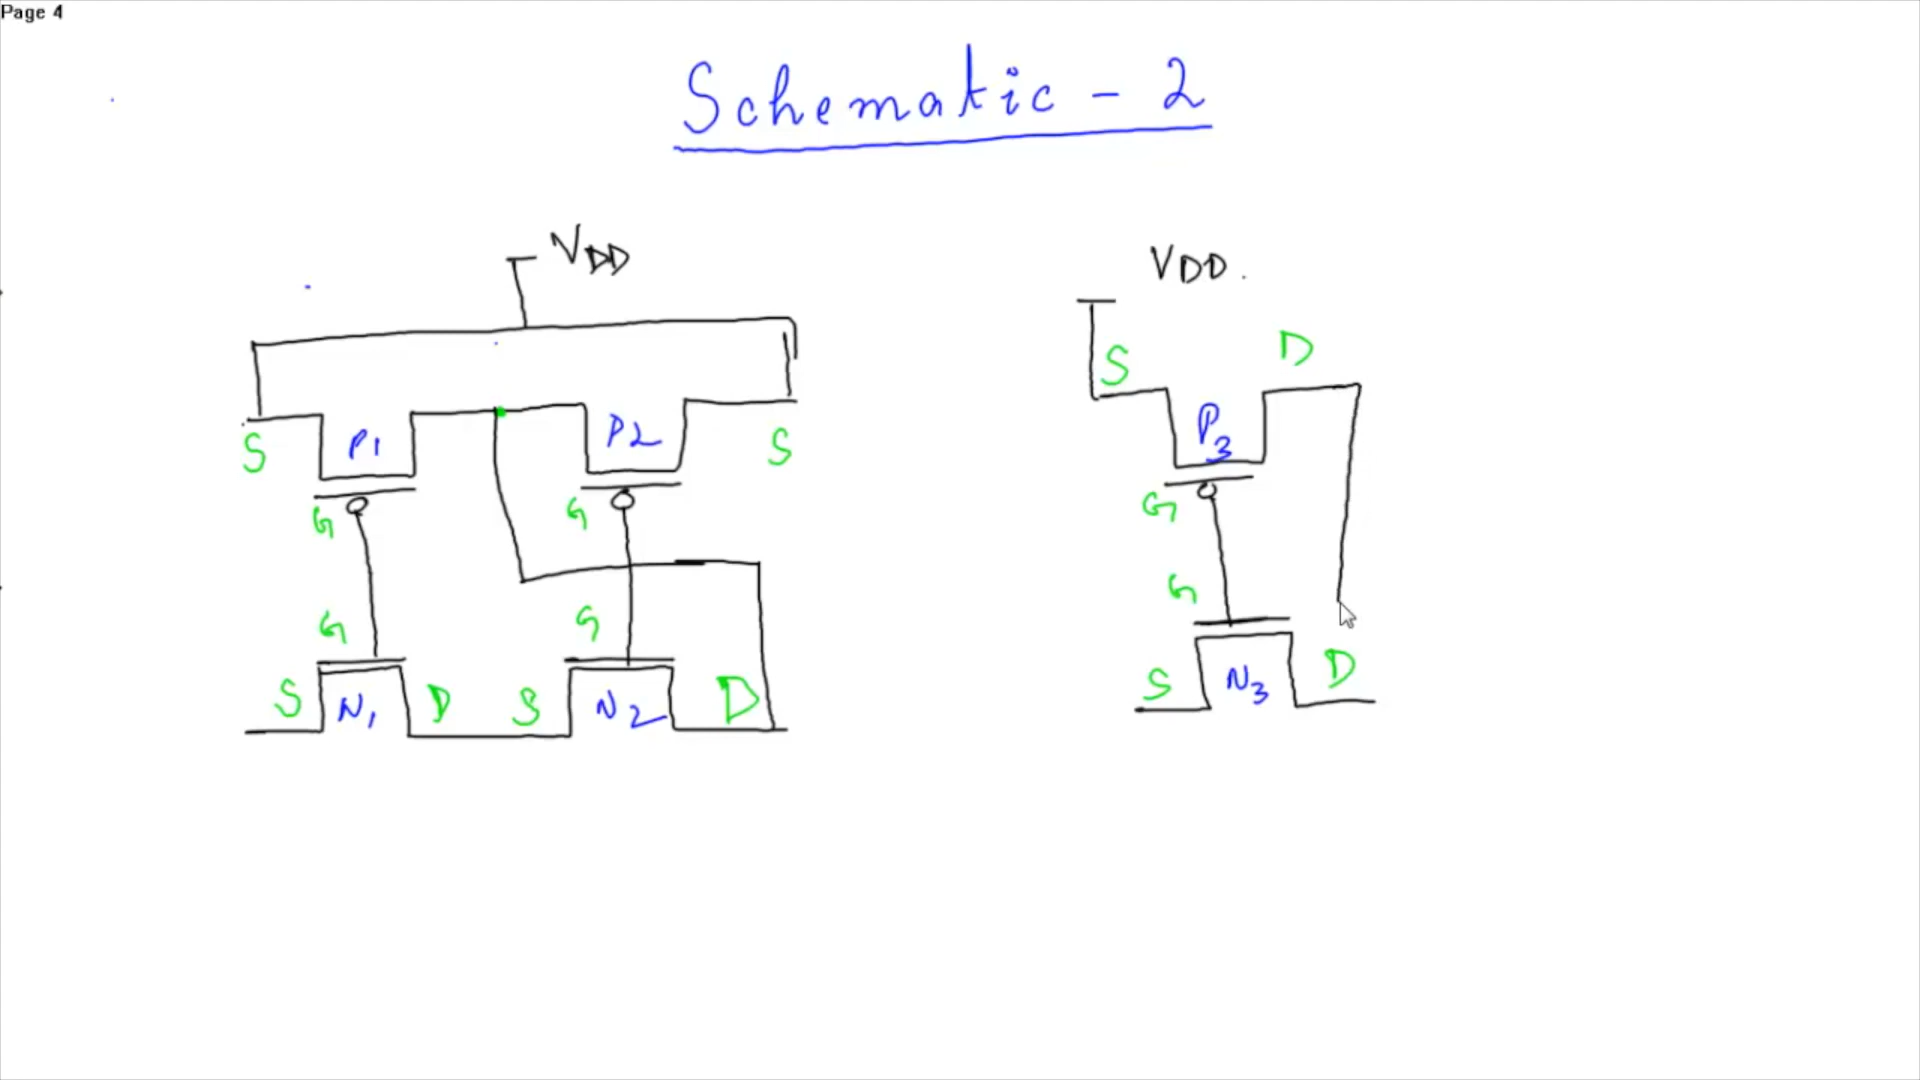 Page 4
Schematic - 2
VDD
VDD.
S D
P1 P2 P3
S S
G G G
G G G
S N1 D S N2 D S N3 D